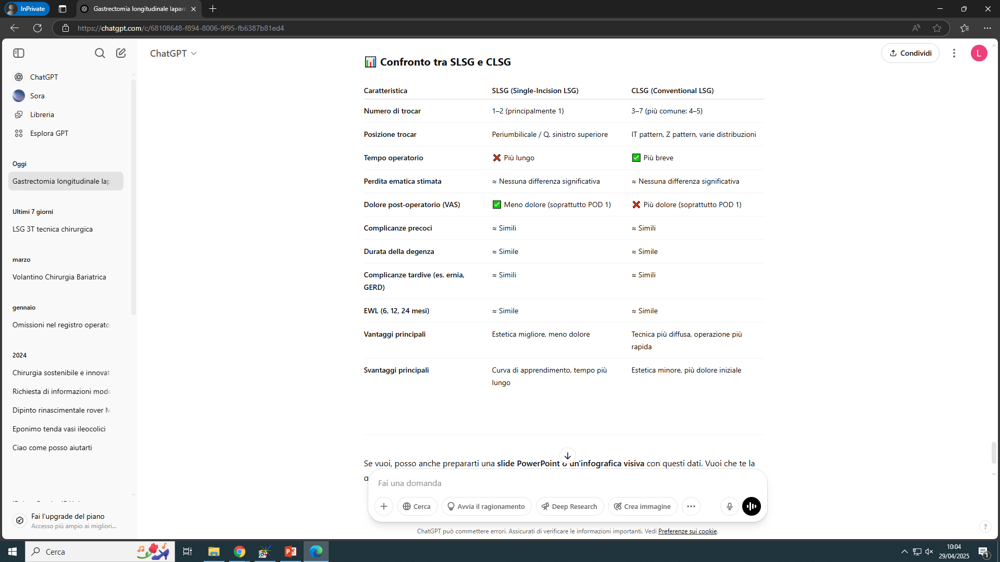 InPrivate
Gastrectomia longitudinale laparo
https://chatgpt.com/c/68108648-f894-8006-9f95-fb6387b81ed4
ChatGPT
Condividi
L
ChatGPT
Sora
Libreria
Esplora GPT
Oggi
Gastrectomia longitudinale lap
Ultimi 7 giorni
LSG 3T tecnica chirurgica
marzo
Volantino Chirurgia Bariatrica
gennaio
Omissioni nel registro operato
2024
Chirurgia sostenibile e innovat
Richiesta di informazioni mode
Dipinto rinascimentale rover M
Eponimo tenda vasi ileocolici
Ciao come posso aiutarti
Fai l'upgrade del piano
Accesso più ampio ai migliori...
Confronto tra SLSG e CLSG
Caratteristica SLSG (Single-Incision LSG) CLSG (Conventional LSG)
Numero di trocar 1–2 (principalmente 1) 3–7 (più comune: 4–5)
Posizione trocar Periumbilicale / Q. sinistro superiore IT pattern, Z pattern, varie distribuzioni
Tempo operatorio ❌ Più lungo ✅ Più breve
Perdita ematica stimata ≈ Nessuna differenza significativa ≈ Nessuna differenza significativa
Dolore post-operatorio (VAS) ✅ Meno dolore (soprattutto POD 1) ❌ Più dolore (soprattutto POD 1)
Complicanze precoci ≈ Simili ≈ Simili
Durata della degenza ≈ Simile ≈ Simile
Complicanze tardive (es. ernia, ≈ Simili ≈ Simili
GERD)
EWL (6, 12, 24 mesi) ≈ Simile ≈ Simile
Vantaggi principali Estetica migliore, meno dolore Tecnica più diffusa, operazione più
rapida
Svantaggi principali Curva di apprendimento, tempo più Estetica minore, più dolore iniziale
lungo
Se vuoi, posso anche prepararti una slide PowerPoint o un'infografica visiva con questi dati. Vuoi che te la
Fai una domanda
Cerca Avvia il ragionamento Deep Research Crea immagine
ChatGPT può commettere errori. Assicurati di verificare le informazioni importanti. Vedi Preferenze sui cookie.
?
Cerca
10:04
29/04/2025
1